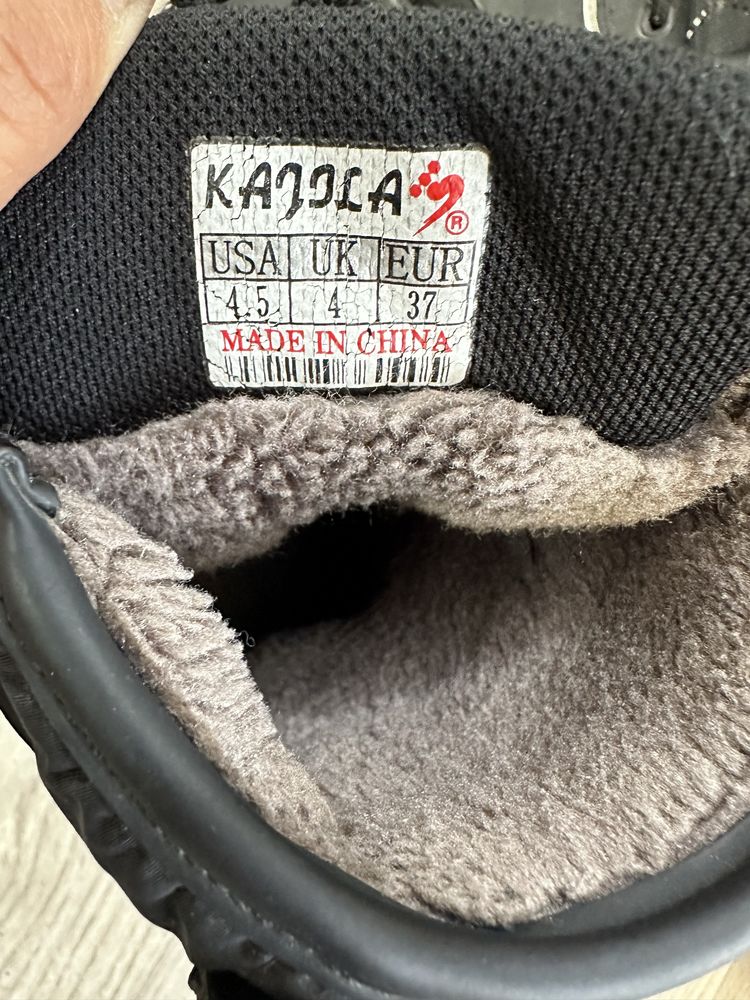 KAJILA ®
USA UK EUR
4.5 4 37
MADE IN CHINA